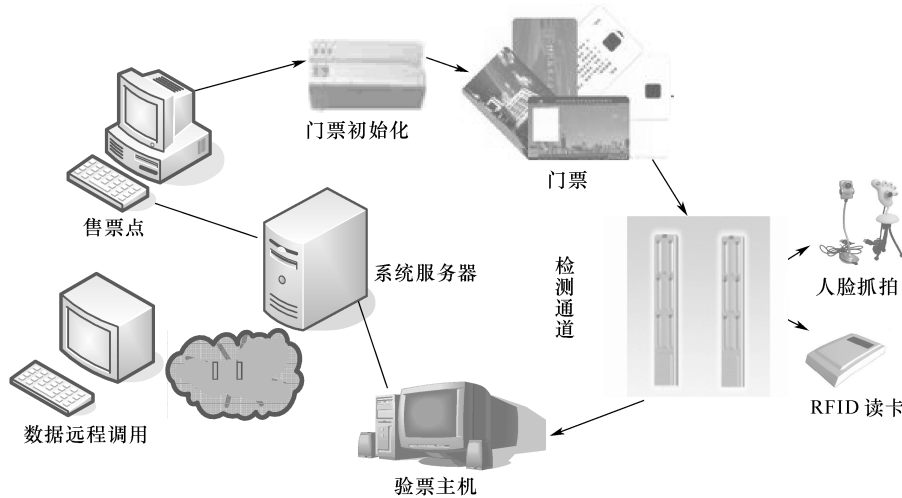 门票初始化
门票
售票点
系统服务器
检测通道
人脸抓拍
RFID 读卡
数据远程调用
验票主机